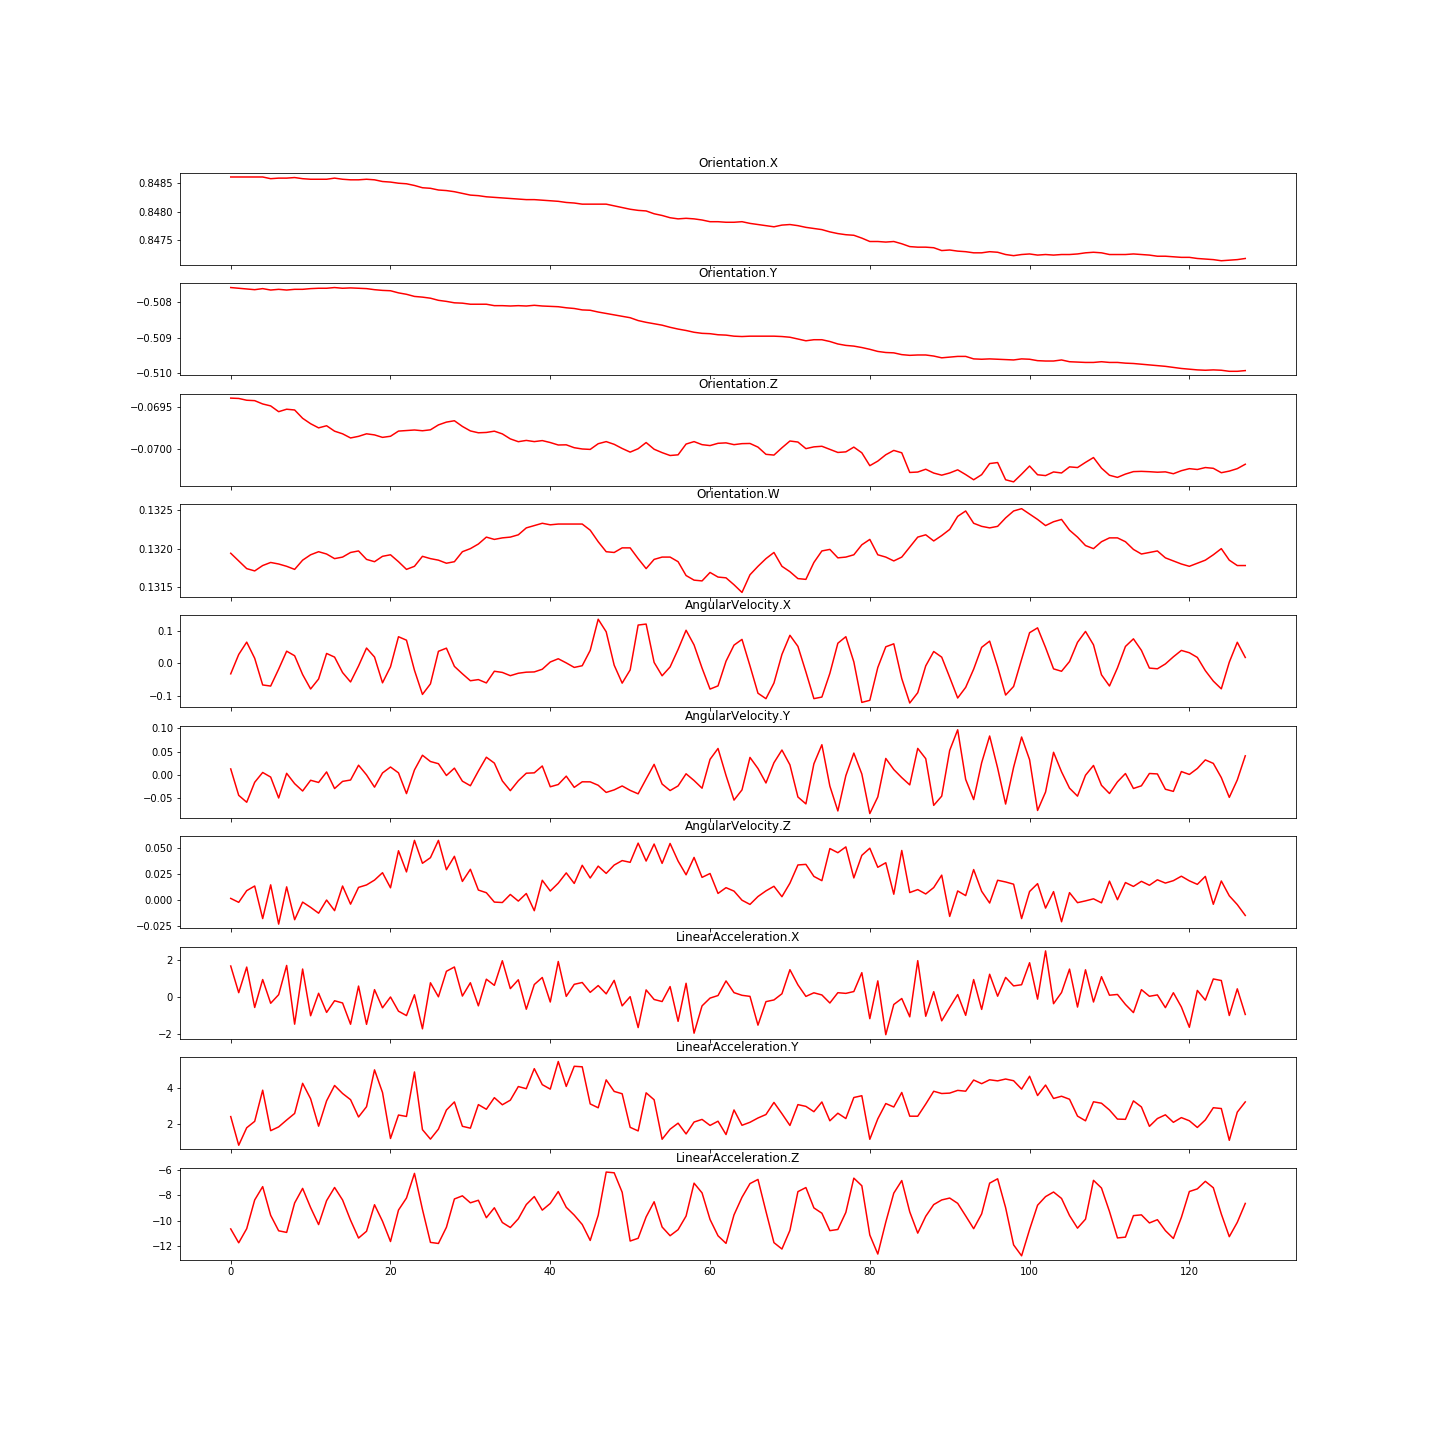 Orientation.X
0.8485
0.8480
0.8475
Orientation.Y
−0.508
−0.509
−0.510
Orientation.Z
−0.0695
−0.0700
Orientation.W
0.1325
0.1320
0.1315
AngularVelocity.X
0.1
0.0
−0.1
AngularVelocity.Y
0.10
0.05
0.00
−0.05
AngularVelocity.Z
0.050
0.025
0.000
−0.025
LinearAcceleration.X
2
0
−2
LinearAcceleration.Y
4
2
LinearAcceleration.Z
−6
−8
−10
−12
0 20 40 60 80 100 120